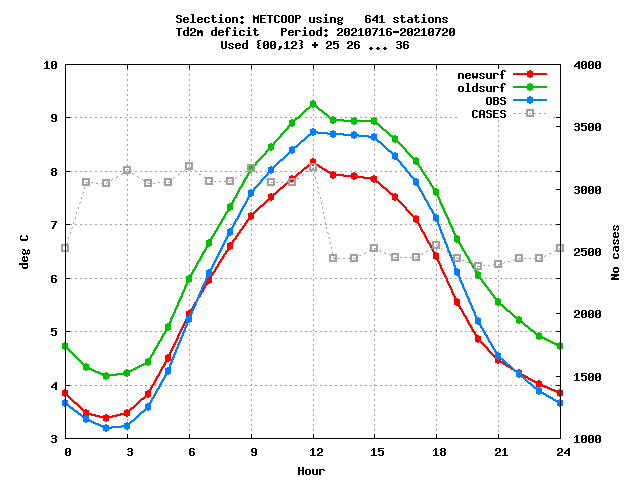 Selection: METCOOP using   641 stations
Td2m deficit   Period: 20210716-20210720
Used {00,12} + 25 26 ... 36
10
9
8
7
6
5
4
3
4000
3500
3000
2500
2000
1500
1000
newsurf
oldsurf
OBS
CASES
deg C
No cases
0 3 6 9 12 15 18 21 24
Hour